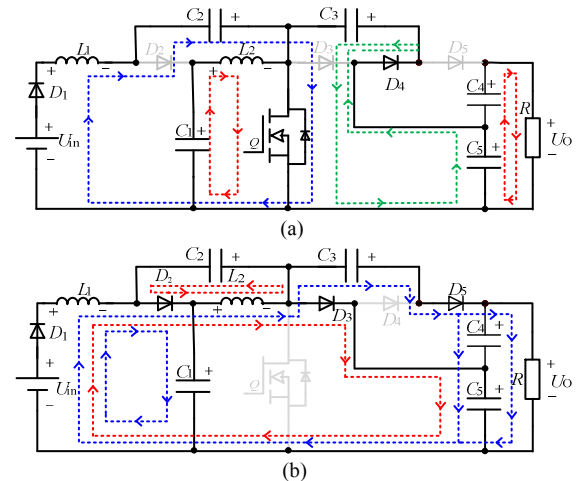 C2 + C3 +
+ L1 − D2 + L2 − D3 D4 D5
D1 C1 + Q C4 + R +
+ Uin − C5 + UO −
(a)
C2 + C3 +
+ L1 − D2 + L2 − D3 D4 D5
D1 C1 + Q C4 + R +
+ Uin − C5 + UO −
(b)